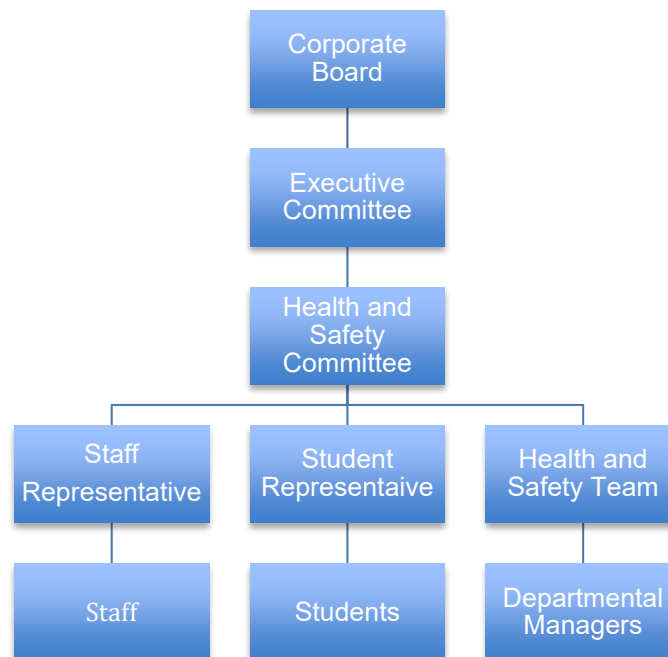 Corporate
Board
Executive
Committee
Health and
Safety
Committee
Staff
Representative
Student
Representaive
Health and
Safety Team
Staff
Students
Departmental
Managers